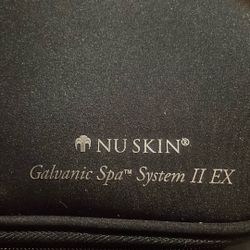 NU SKIN®
Galvanic Spa™ System II EX